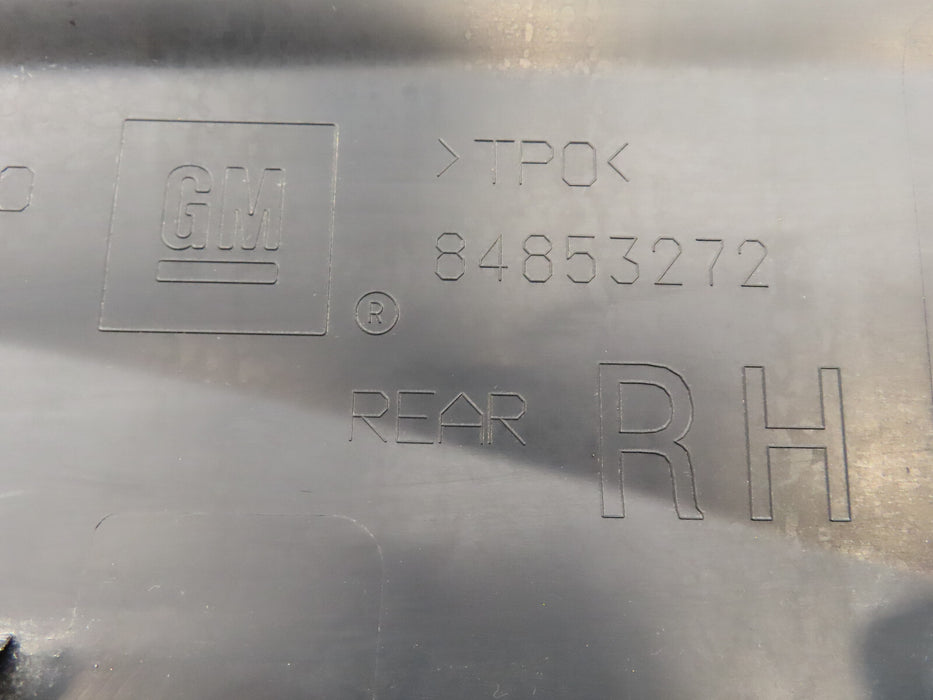 GM
®
>TPO<
84853272
REAR RH